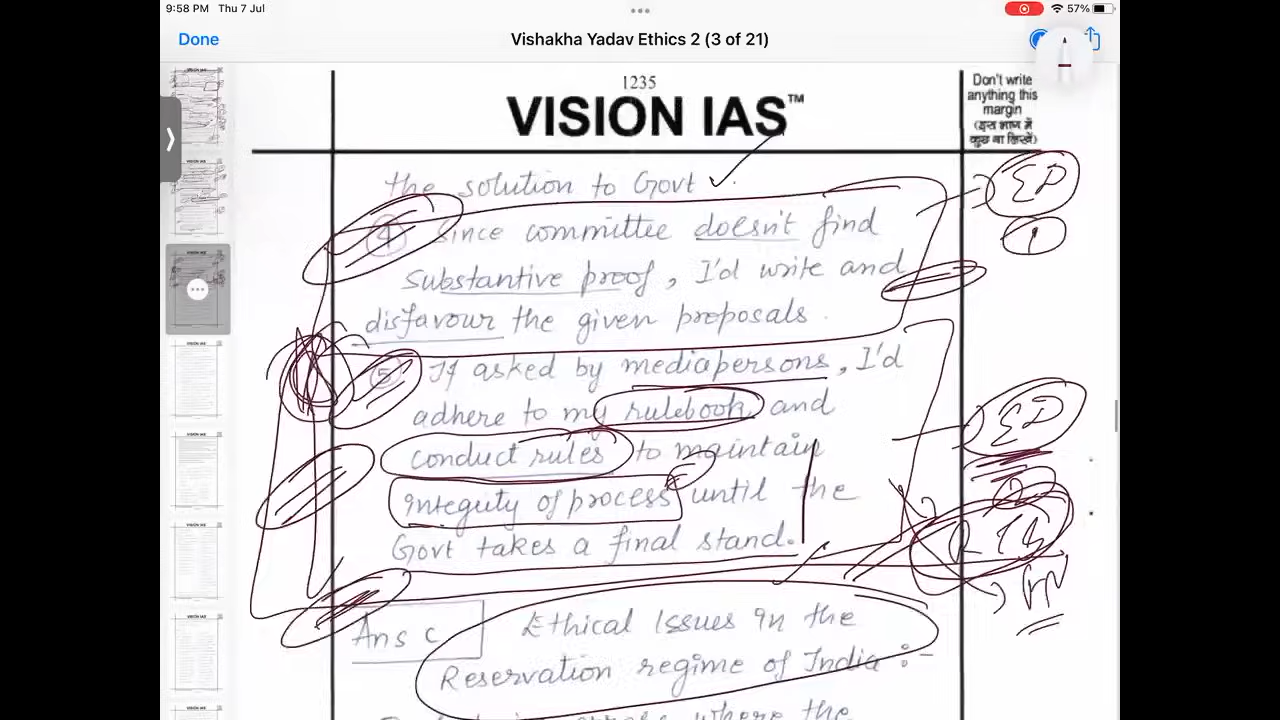 9:58 PM Thu 7 Jul
57%
Done
Vishakha Yadav Ethics 2 (3 of 21)
1235
VISION IAS™
Don't write
anything this
margin
(इस भाग में
कुछ ना लिखें)
the solution to Govt
④ Since committee doesn't find
substantive proof, I'd write and
disfavour the given proposals.
⑤ If asked by mediapersons, I'd
adhere to my rulebook and
conduct rules to maintain
integrity of process until the
Govt takes a final stand.
Ans C
Ethical Issues in the
Reservation regime of India :-
where the